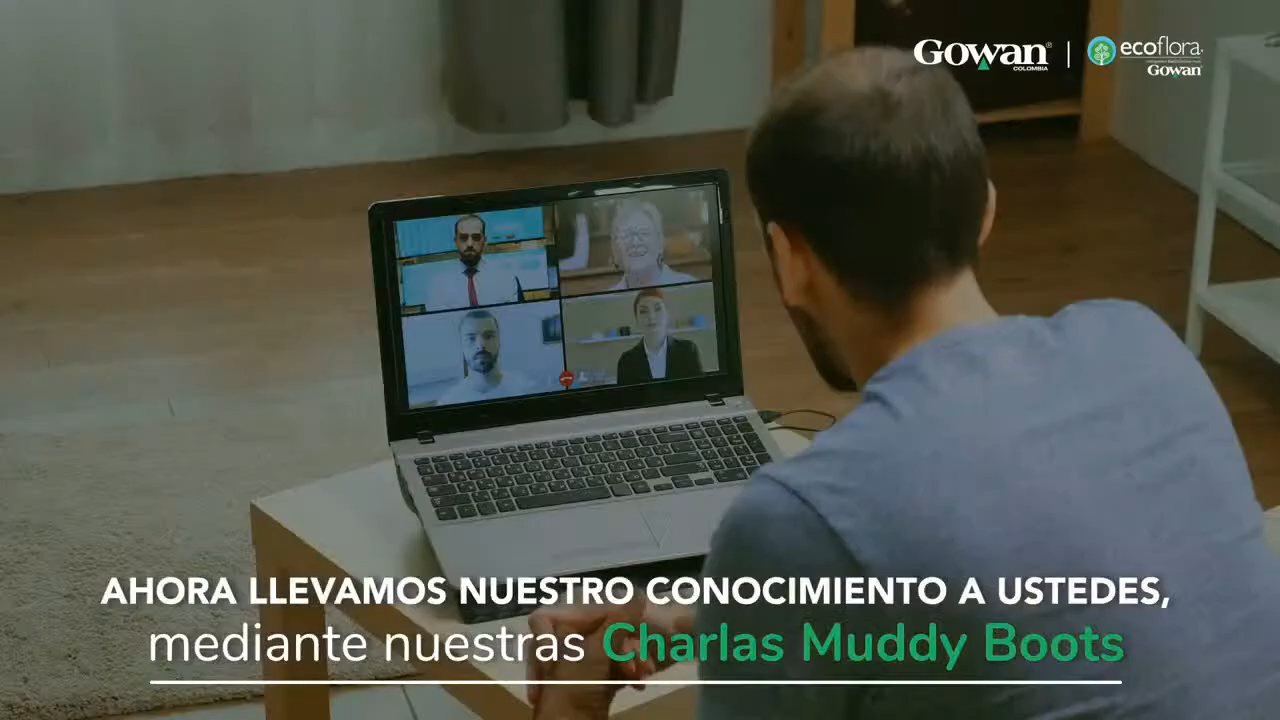 Gowan®
COLOMBIA
ecoflora
Gowan
AHORA LLEVAMOS NUESTRO CONOCIMIENTO A USTEDES,
mediante nuestras Charlas Muddy Boots